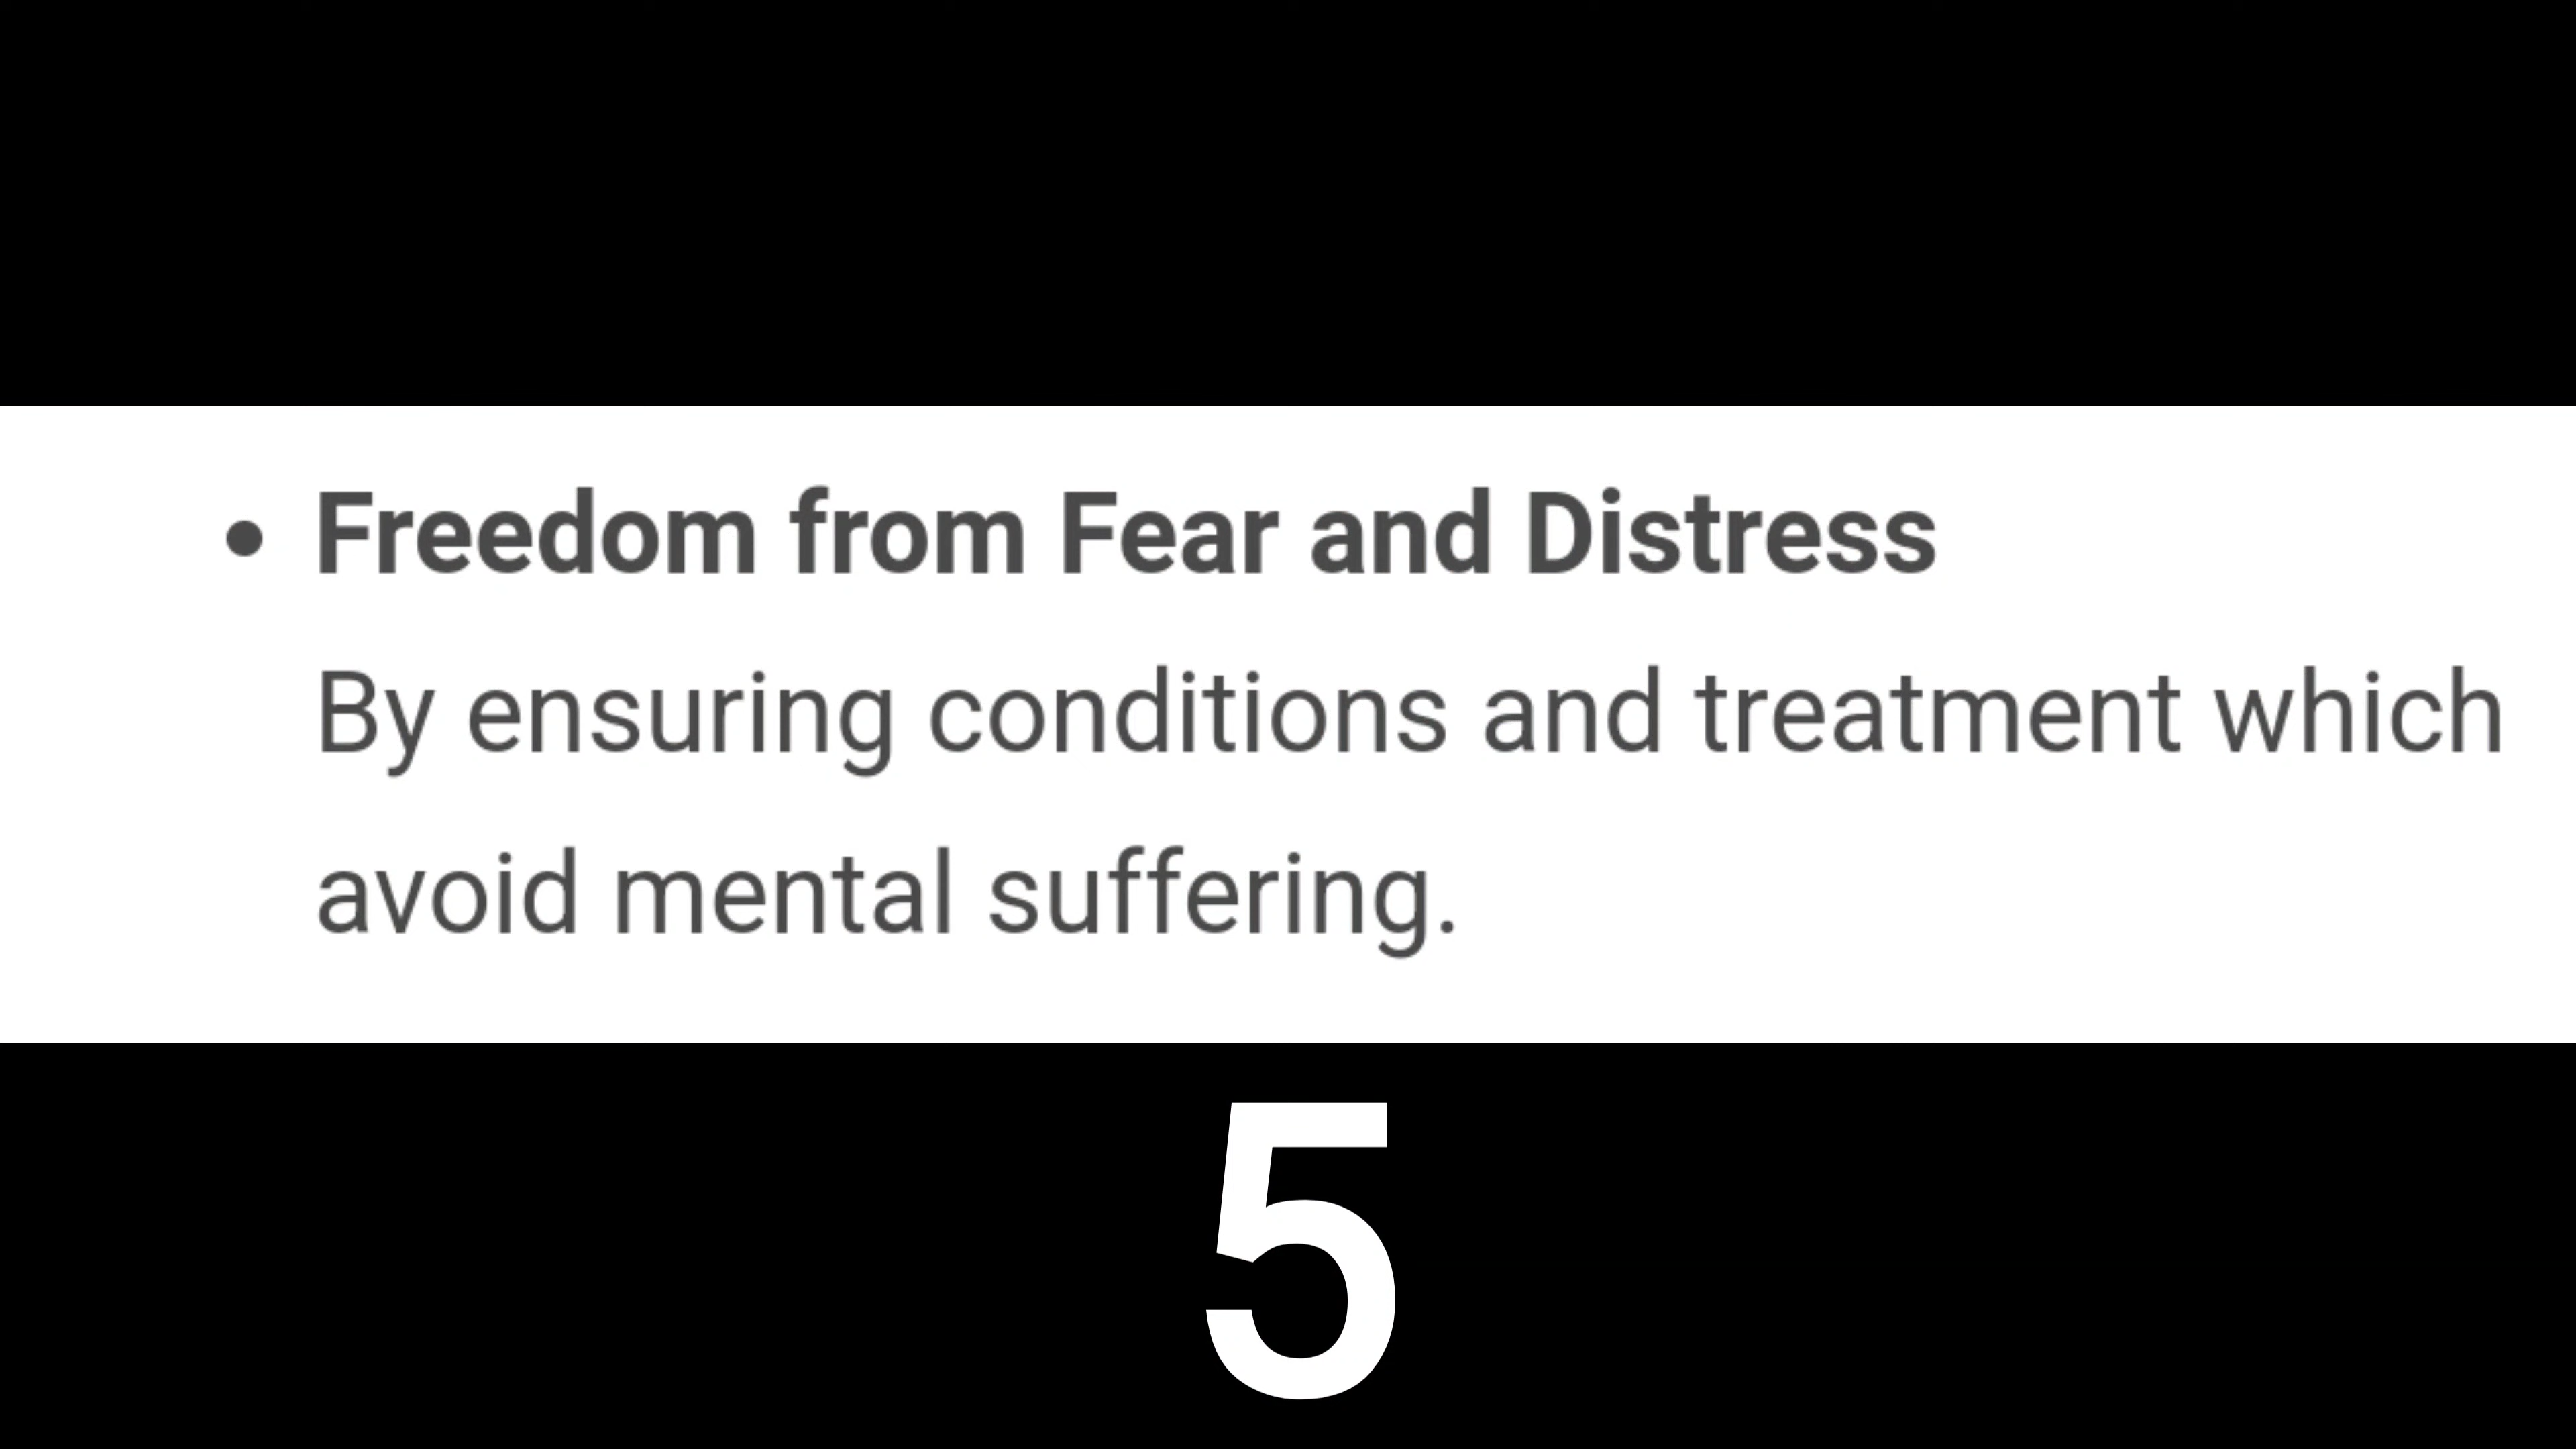 • Freedom from Fear and Distress
By ensuring conditions and treatment which
avoid mental suffering.
5